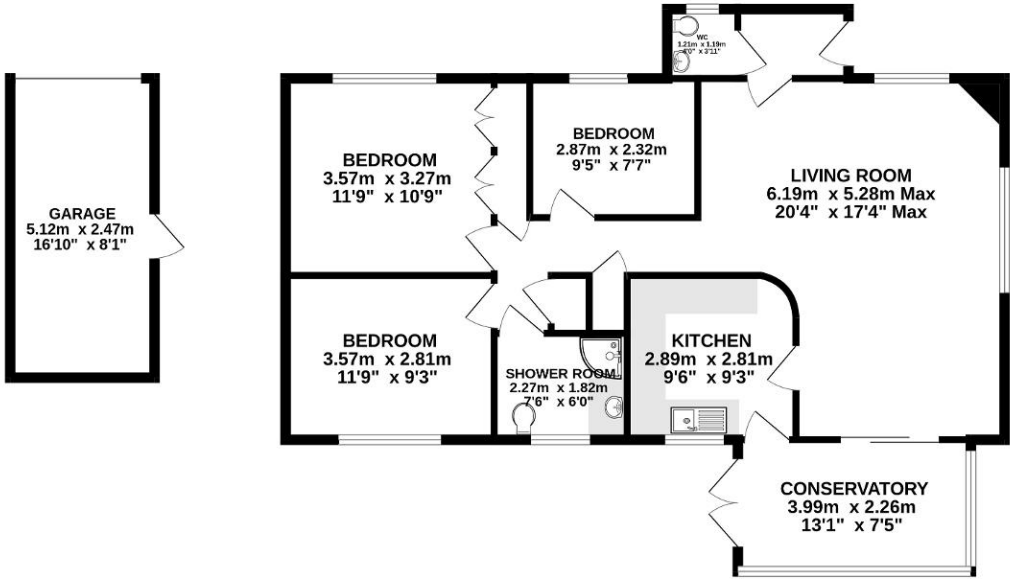 WC
1.21m x 1.19m
4'0" x 3'11"
BEDROOM
3.57m x 3.27m
11'9" x 10'9"
BEDROOM
2.87m x 2.32m
9'5" x 7'7"
LIVING ROOM
6.19m x 5.28m Max
20'4" x 17'4" Max
GARAGE
5.12m x 2.47m
16'10" x 8'1"
BEDROOM
3.57m x 2.81m
11'9" x 9'3"
SHOWER ROOM
2.27m x 1.82m
7'6" x 6'0"
KITCHEN
2.89m x 2.81m
9'6" x 9'3"
CONSERVATORY
3.99m x 2.26m
13'1" x 7'5"